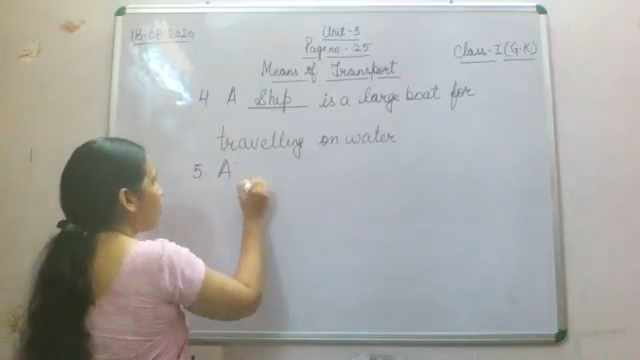 18-08 2020
Unit-3
Page no.-25
Class-I (G.K)
Means of Transport
4 A Ship is a large boat for
travelling on water
5. A